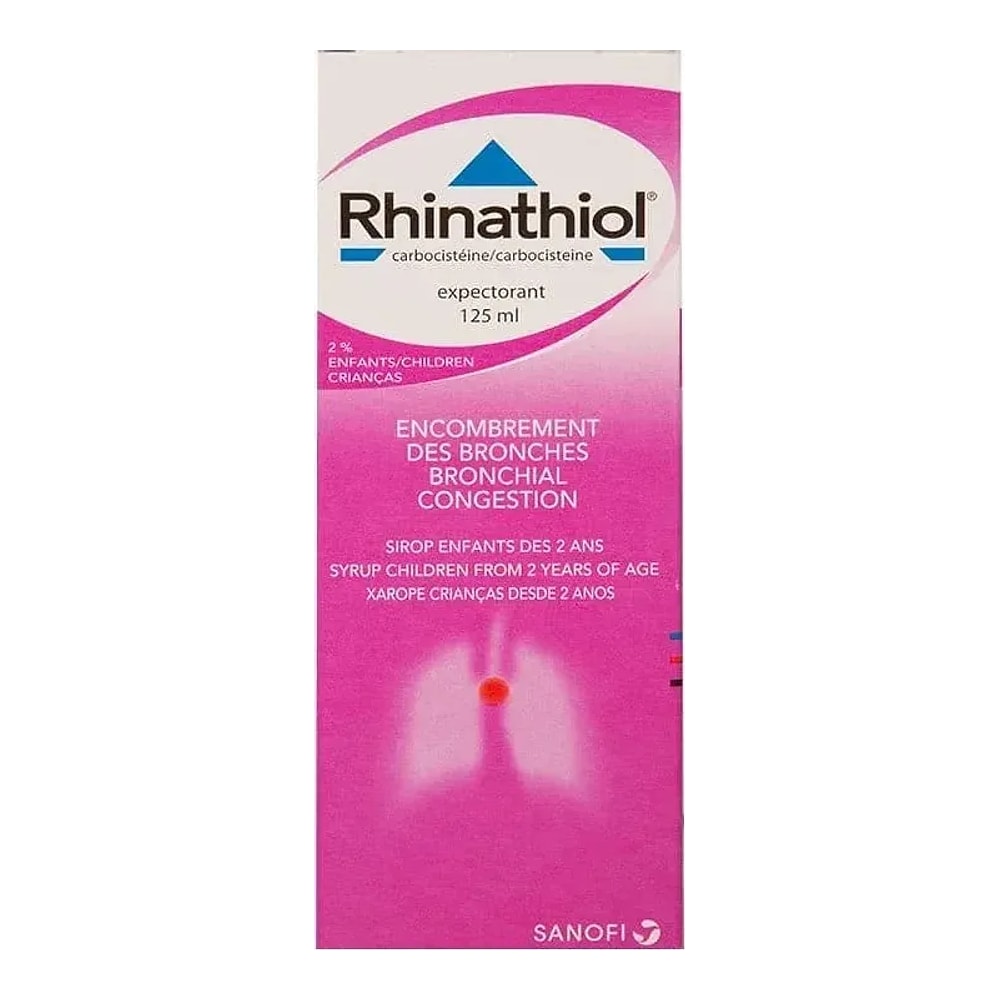 Rhinathiol®
carbocistéine/carbocisteine
expectorant
125 ml
2 %
ENFANTS/CHILDREN
CRIANÇAS
ENCOMBREMENT
DES BRONCHES
BRONCHIAL
CONGESTION
SIROP ENFANTS DES 2 ANS
SYRUP CHILDREN FROM 2 YEARS OF AGE
XAROPE CRIANÇAS DESDE 2 ANOS
SANOFI